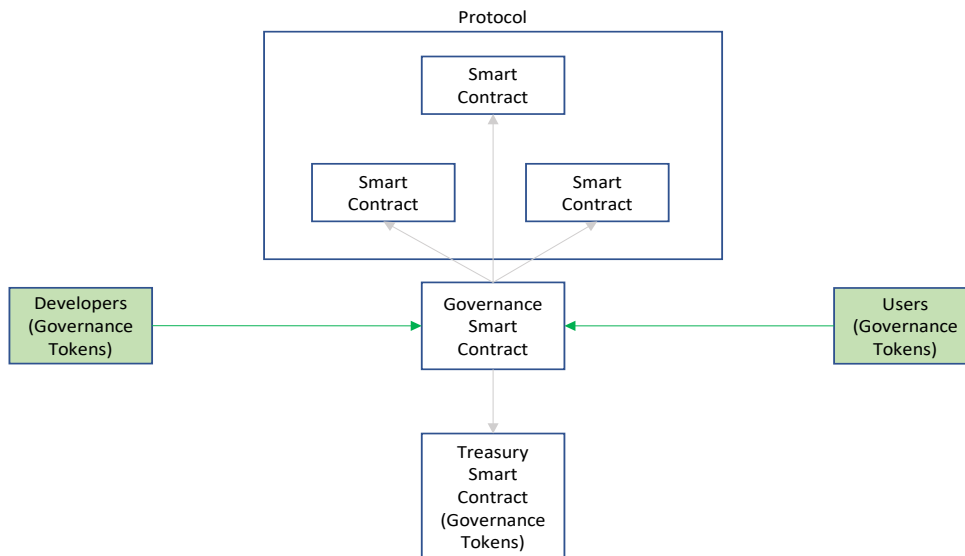 Protocol
Smart
Contract
Smart
Contract
Smart
Contract
Developers
(Governance
Tokens)
Governance
Smart
Contract
Users
(Governance
Tokens)
Treasury
Smart
Contract
(Governance
Tokens)